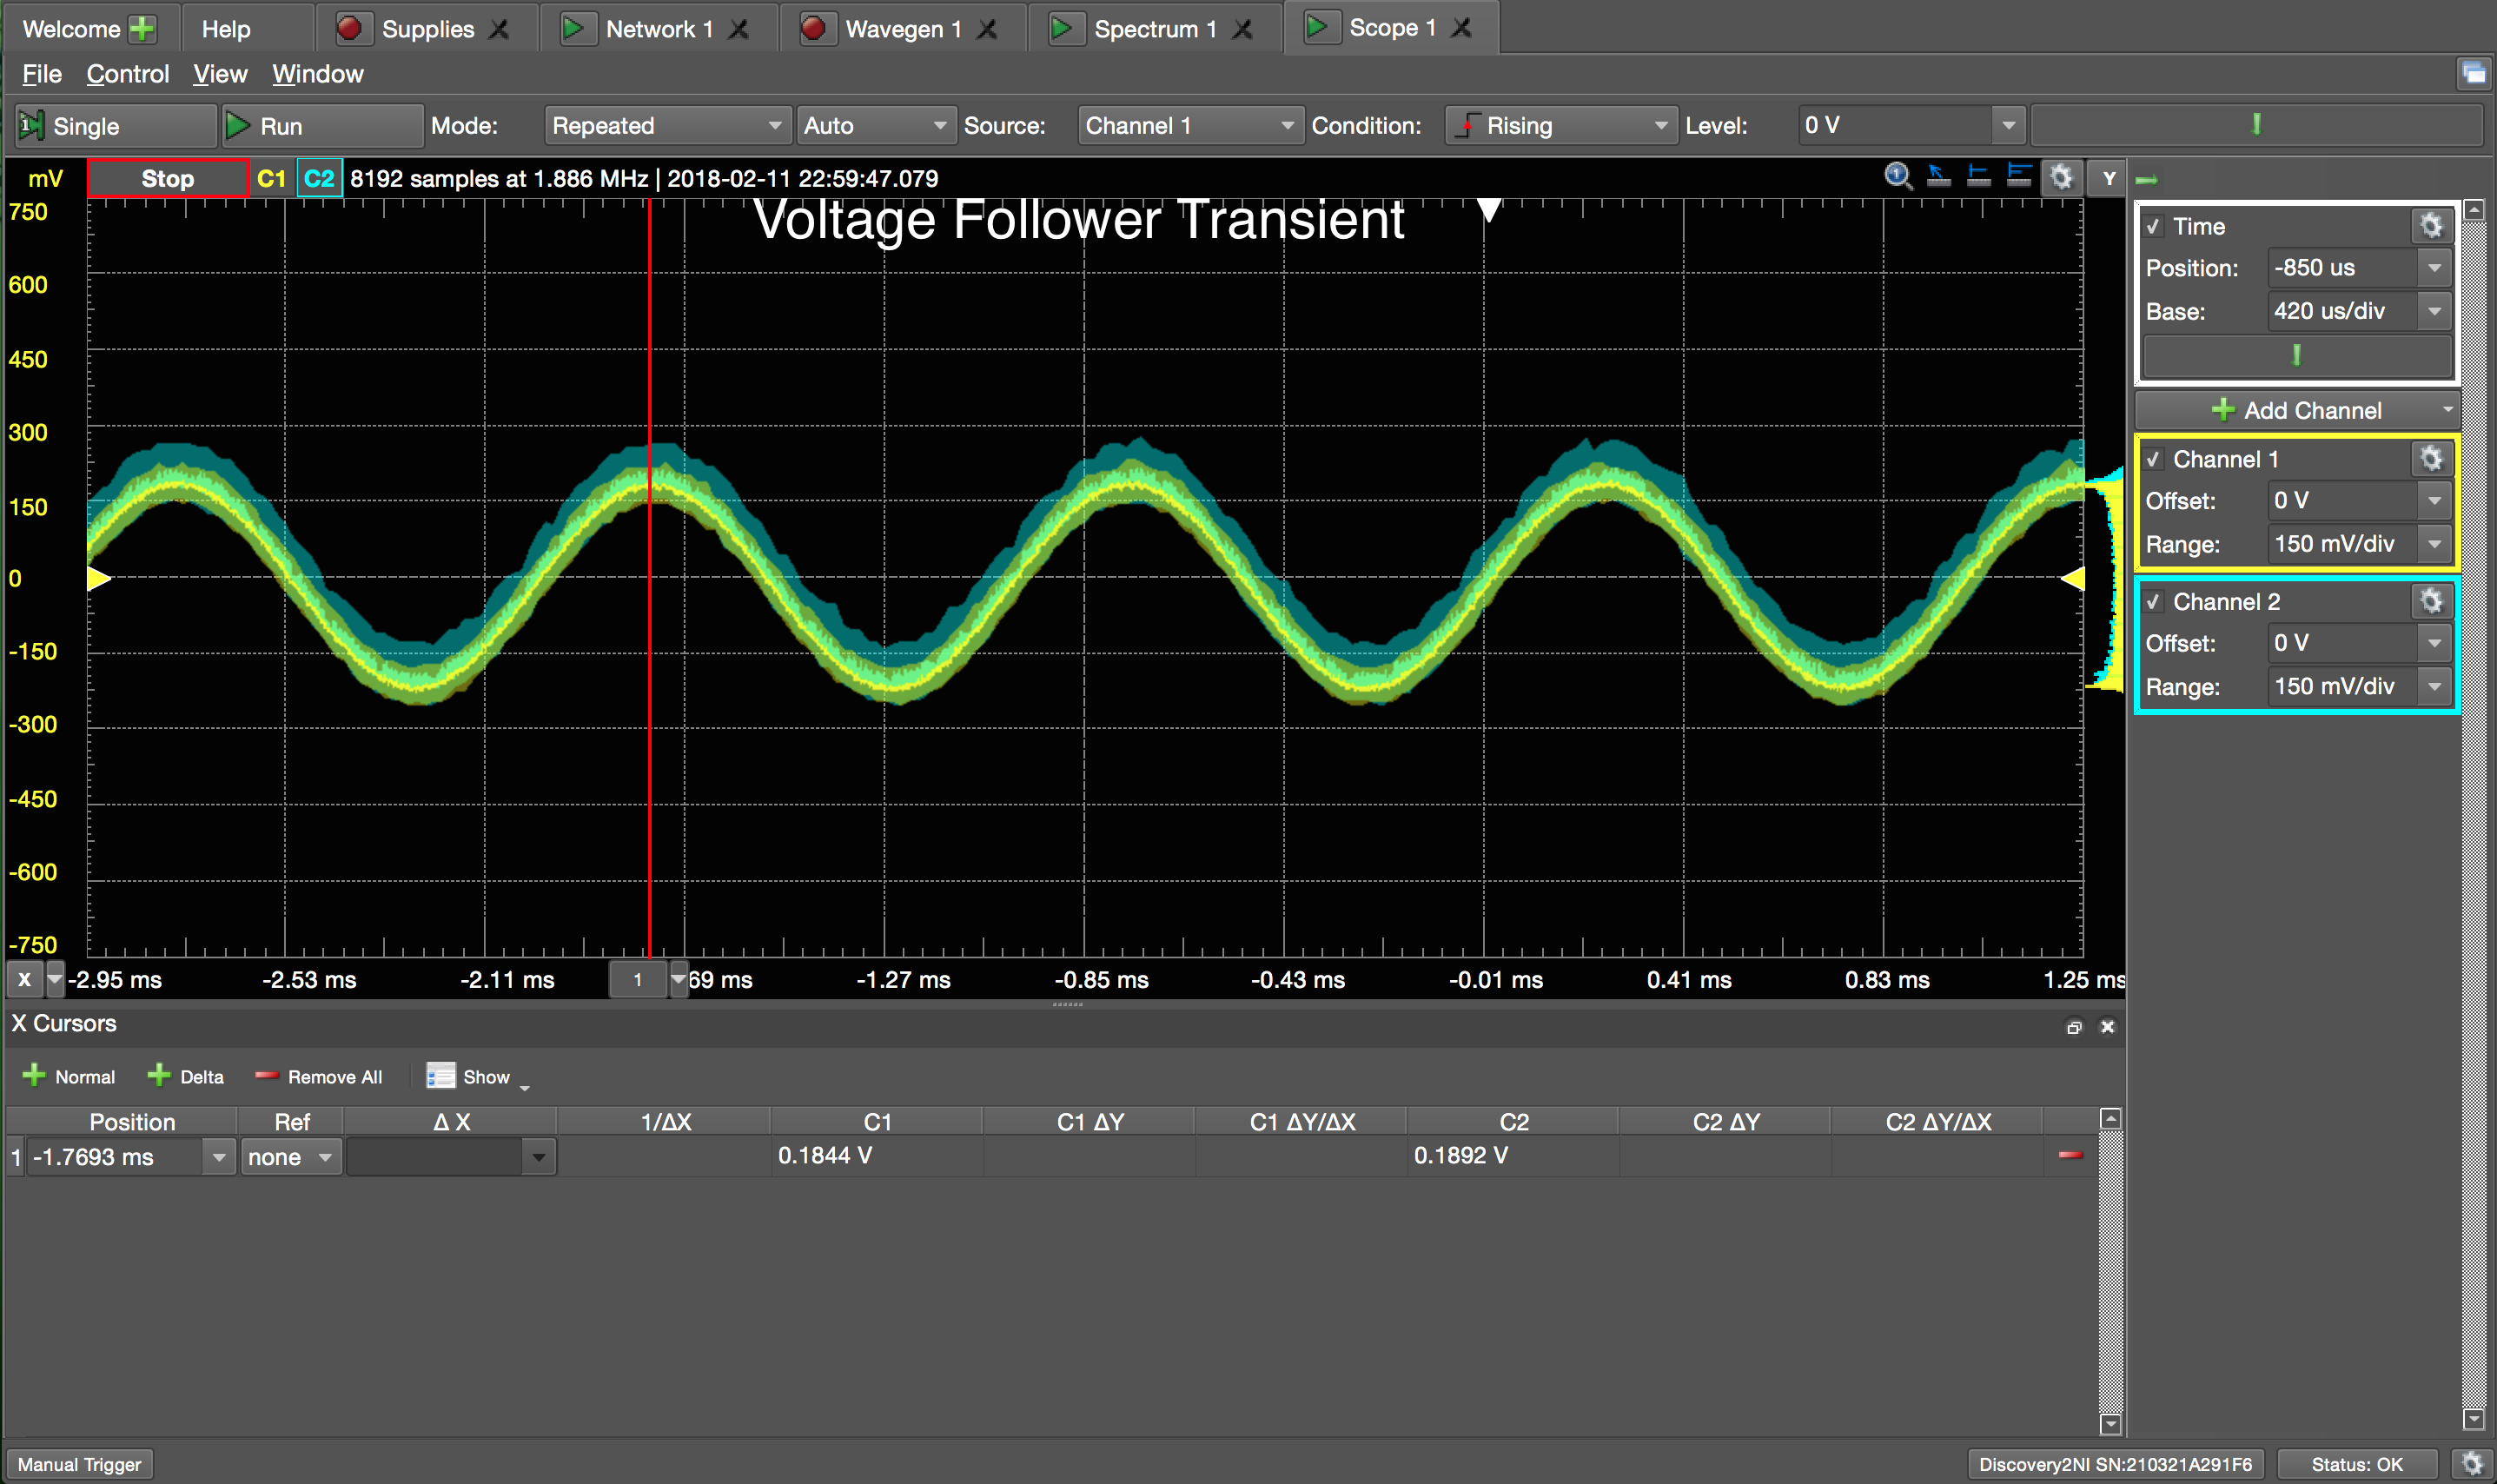 Welcome Help Supplies Network 1 Wavegen 1 Spectrum 1 Scope 1
File Control View Window
Single Run Mode: Repeated Auto Source: Channel 1 Condition: Rising Level: 0 V
mV Stop C1 C2 8192 samples at 1.886 MHz | 2018-02-11 22:59:47.079 Y
Voltage Follower Transient
750
600
450
300
150
0
-150
-300
-450
-600
-750
X -2.95 ms -2.53 ms -2.11 ms 1 69 ms -1.27 ms -0.85 ms -0.43 ms -0.01 ms 0.41 ms 0.83 ms 1.25 ms
Time
Position: -850 us
Base: 420 us/div
Add Channel
Channel 1
Offset: 0 V
Range: 150 mV/div
Channel 2
Offset: 0 V
Range: 150 mV/div
X Cursors
Normal Delta Remove All Show
Position Ref Δ X 1/ΔX C1 C1 ΔY C1 ΔY/ΔX C2 C2 ΔY C2 ΔY/ΔX
1 -1.7693 ms none 0.1844 V 0.1892 V
Manual Trigger Discovery2NI SN:210321A291F6 Status: OK